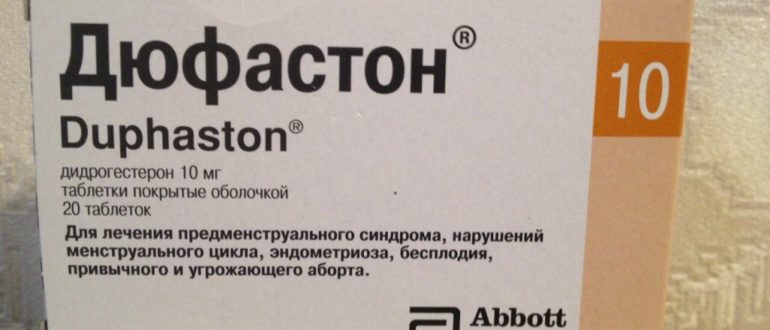 Дюфастон®
10
Duphaston®
дидрогестерон 10 мг
таблетки покрытые оболочкой
20 таблеток
Для лечения предменструального синдрома, нарушений
менструального цикла, эндометриоза, бесплодия,
привычного и угрожающего аборта.
Abbott